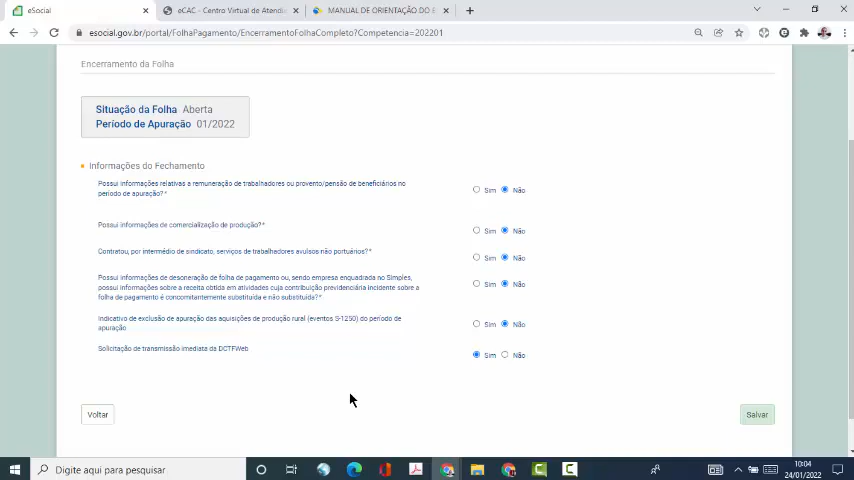 eSocial
eCAC - Centro Virtual de Atendi
MANUAL DE ORIENTAÇÃO DO E
esocial.gov.br/portal/FolhaPagamento/EncerramentoFolhaCompleto?Competencia=202201
Encerramento da Folha
Situação da Folha Aberta
Período de Apuração 01/2022
Informações do Fechamento
Possui informações relativas a remuneração de trabalhadores ou provento/pensão de beneficiários no
período de apuração?* Sim Não
Possui informações de comercialização de produção?* Sim Não
Contratou, por intermédio de sindicato, serviços de trabalhadores avulsos não portuários?* Sim Não
Possui informações de desoneração de folha de pagamento ou, sendo empresa enquadrada no Simples,
possui informações sobre a receita obtida em atividades cuja contribuição previdenciária incidente sobre a
folha de pagamento é concomitantemente substituída e não substituída?* Sim Não
Indicativo de exclusão de apuração das aquisições de produção rural (eventos S-1250) do período de
apuração Sim Não
Solicitação de transmissão imediata da DCTFWeb Sim Não
Voltar
Salvar
Digite aqui para pesquisar
10:04
24/01/2022